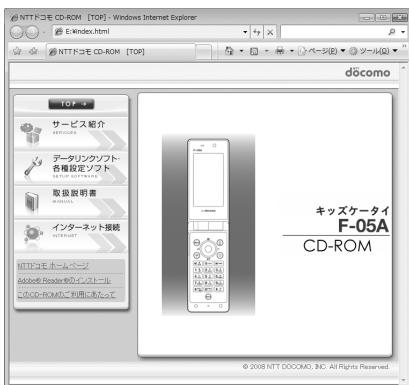 NTTドコモ CD-ROM [TOP] - Windows Internet Explorer
E:¥index.html
NTTドコモ CD-ROM [TOP]
ページ(P)
ツール(O)
döcomo
TOP
サービス紹介
SERVICES
データリンクソフト・
各種設定ソフト
SETUP SOFTWARE
取扱説明書
MANUAL
インターネット接続
INTERNET
NTTドコモ ホームページ
Adobe® Reader®のインストール
このCD-ROMのご利用にあたって
キッズケータイ
F-05A
CD-ROM
© 2008 NTT DOCOMO, INC. All Rights Reserved.